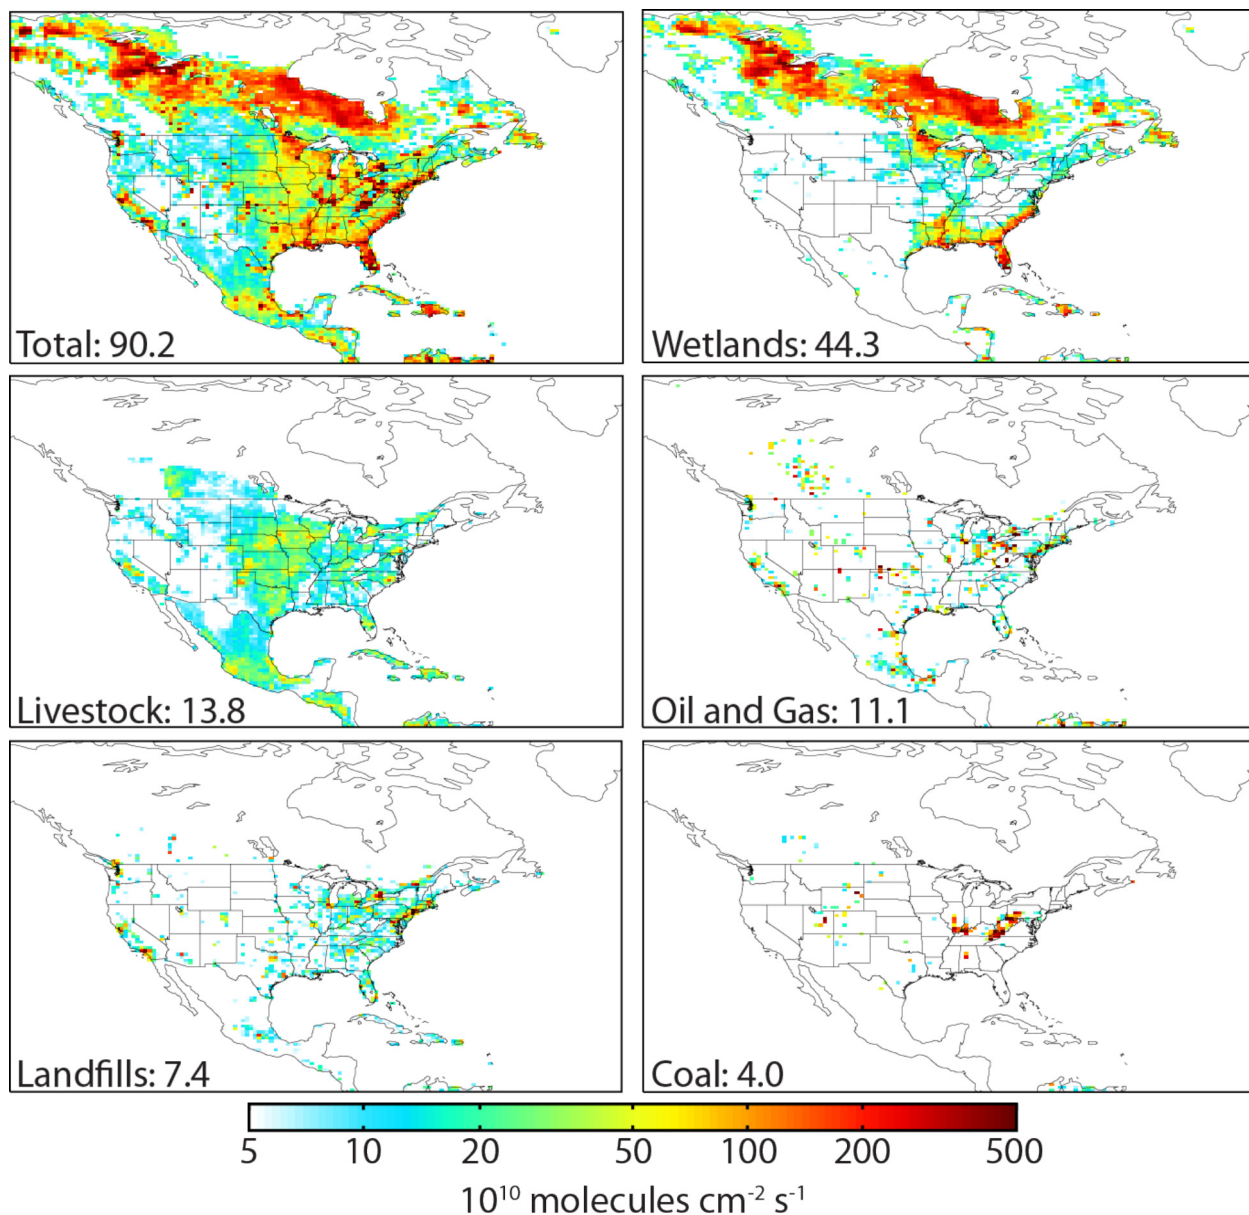 Total: 90.2
Wetlands: 44.3
Livestock: 13.8
Oil and Gas: 11.1
Landfills: 7.4
Coal: 4.0
5 10 20 50 100 200 500
10¹⁰ molecules cm⁻² s⁻¹